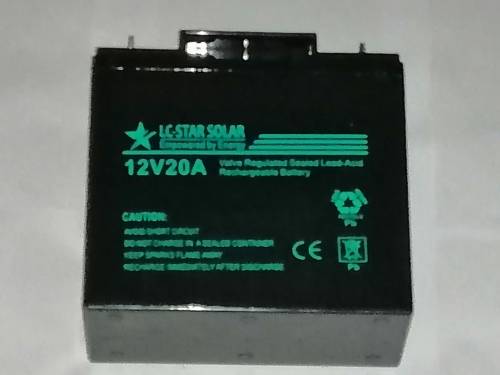 LC-STAR SOLAR
Empowered by Energy
12V20A
Valve Regulated Sealed Lead-Acid
Rechargeable Battery
CAUTION:
AVOID SHORT CIRCUIT
DO NOT CHARGE IN A SEALED CONTAINER
KEEP SPARKS FLAME AWAY
RECHARGE IMMEDIATELY AFTER DISCHARGE
CE
Pb
Pb